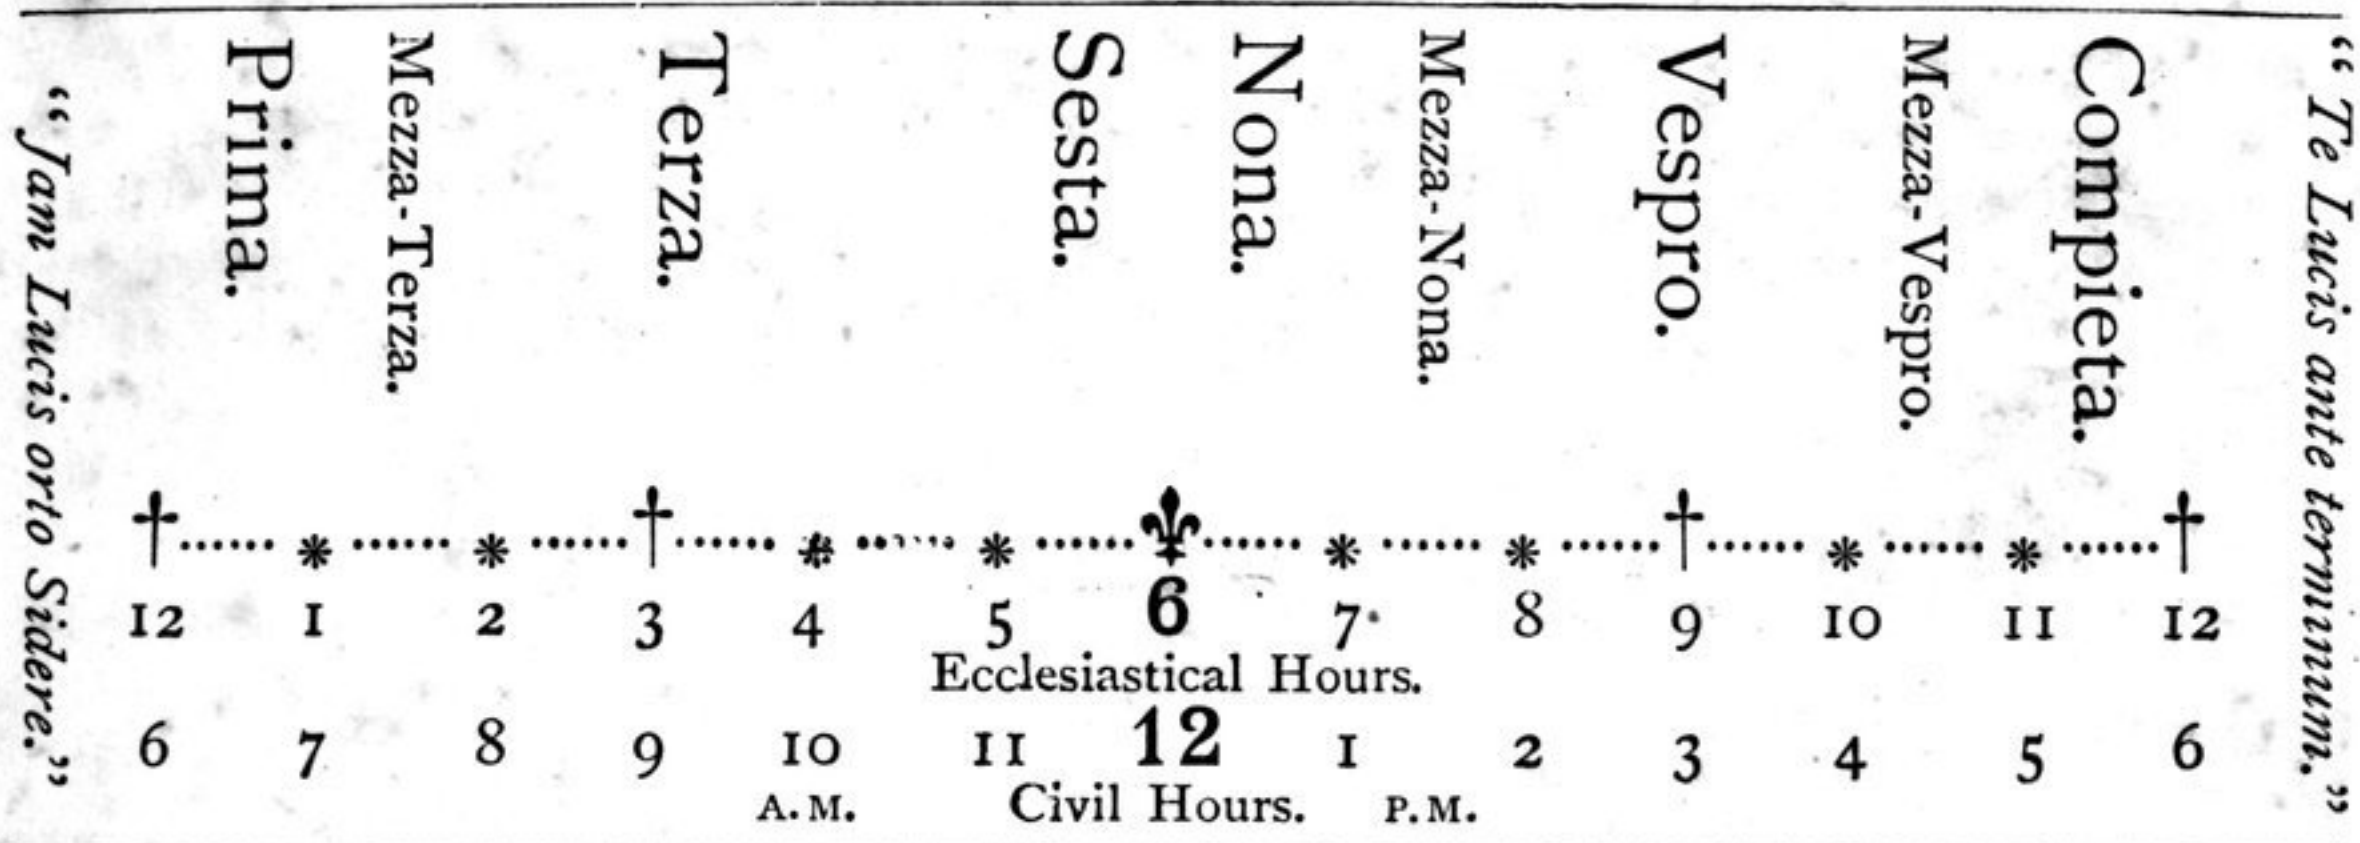 “Jam Lucis orto Sidere.”
Prima.
Mezza-Terza.
Terza.
Sesta.
Nona.
Mezza-Nona.
Vespro.
Mezza-Vespro.
Compieta.
“Te Lucis ante terminum.”
12 1 2 3 4 5 6 7 8 9 10 11 12
Ecclesiastical Hours.
6 7 8 9 10 11 12 1 2 3 4 5 6
A.M. Civil Hours. P.M.